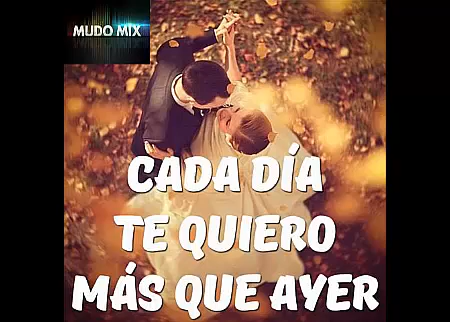 MUDO MIX
CADA DÍA
TE QUIERO
MÁS QUE AYER